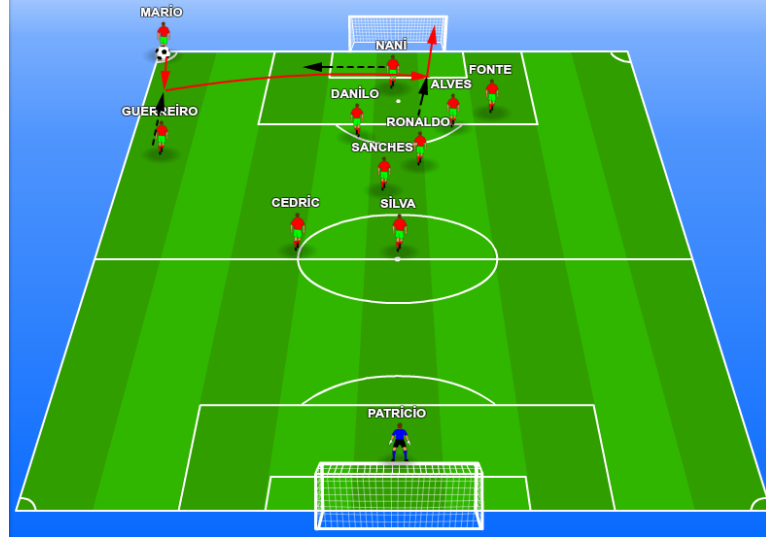 MARİO
NANİ
FONTE
ALVES
DANİLO
GUERREİRO
RONALDO
SANCHES
CEDRİC
SİLVA
PATRİCİO